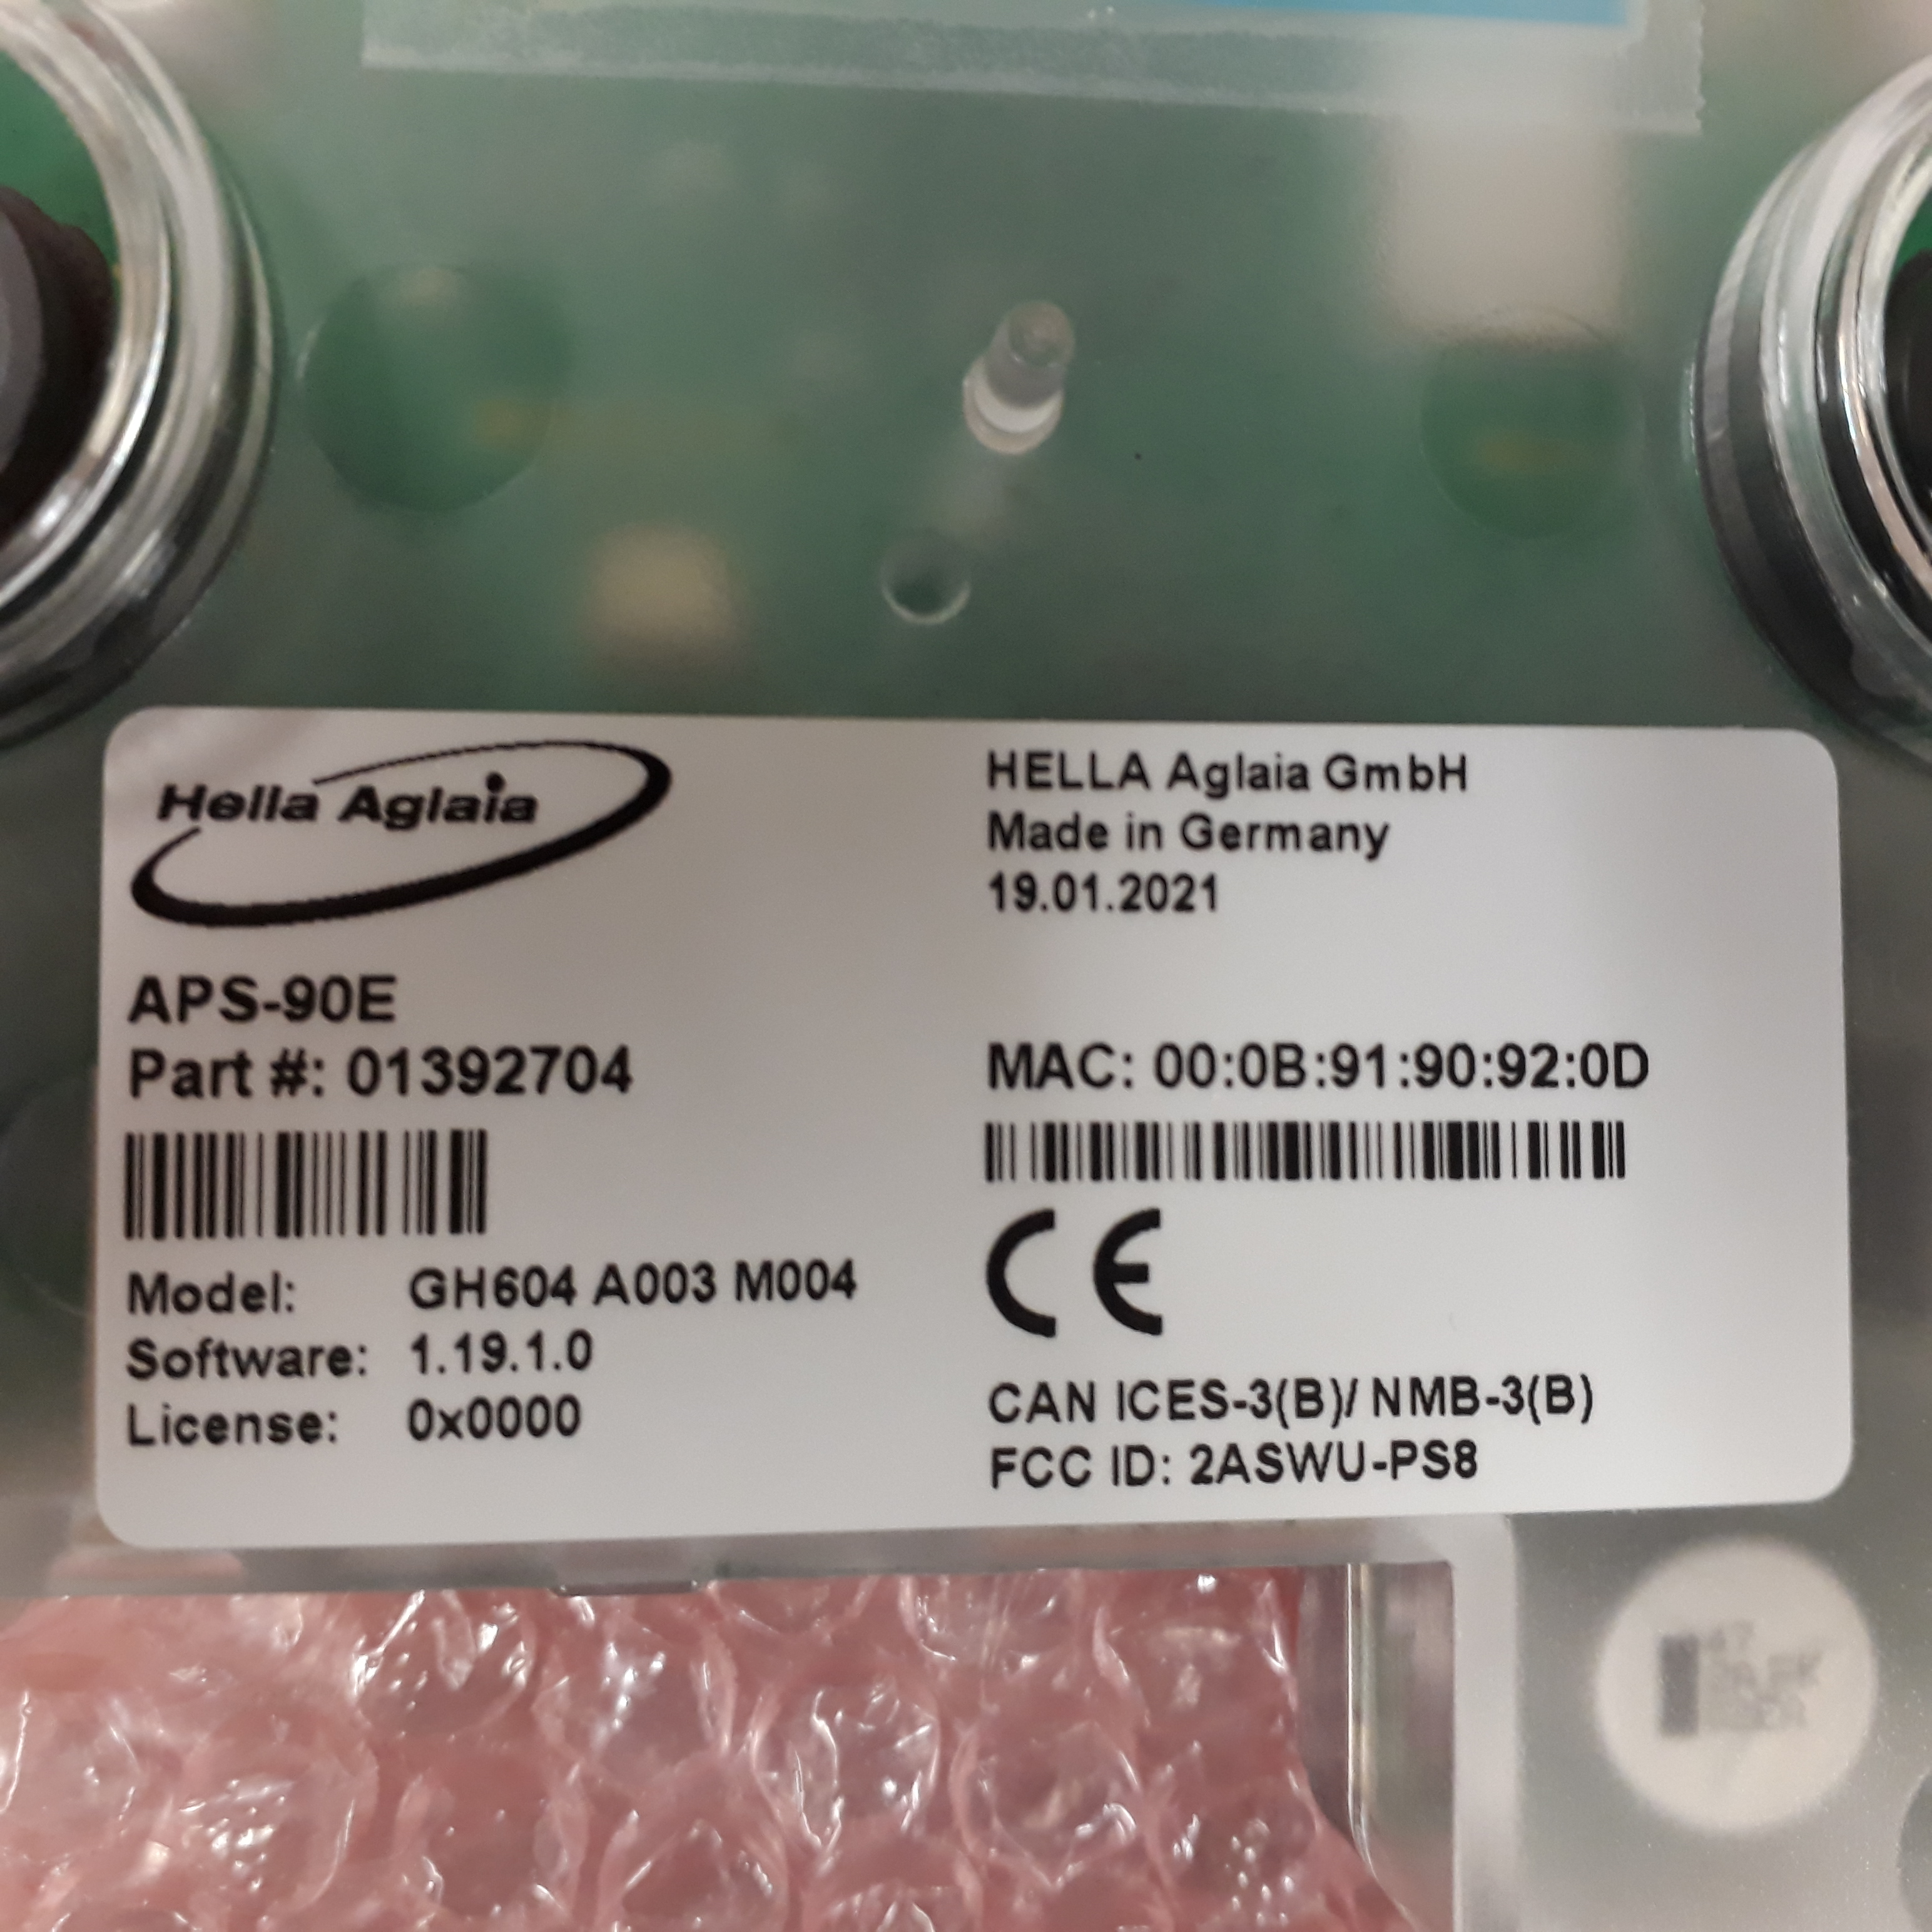 Hella Aglaia
HELLA Aglaia GmbH
Made in Germany
19.01.2021
APS-90E
Part #: 01392704
MAC: 00:0B:91:90:92:0D
Model: GH604 A003 M004
Software: 1.19.1.0
License: 0x0000
CAN ICES-3(B)/ NMB-3(B)
FCC ID: 2ASWU-PS8